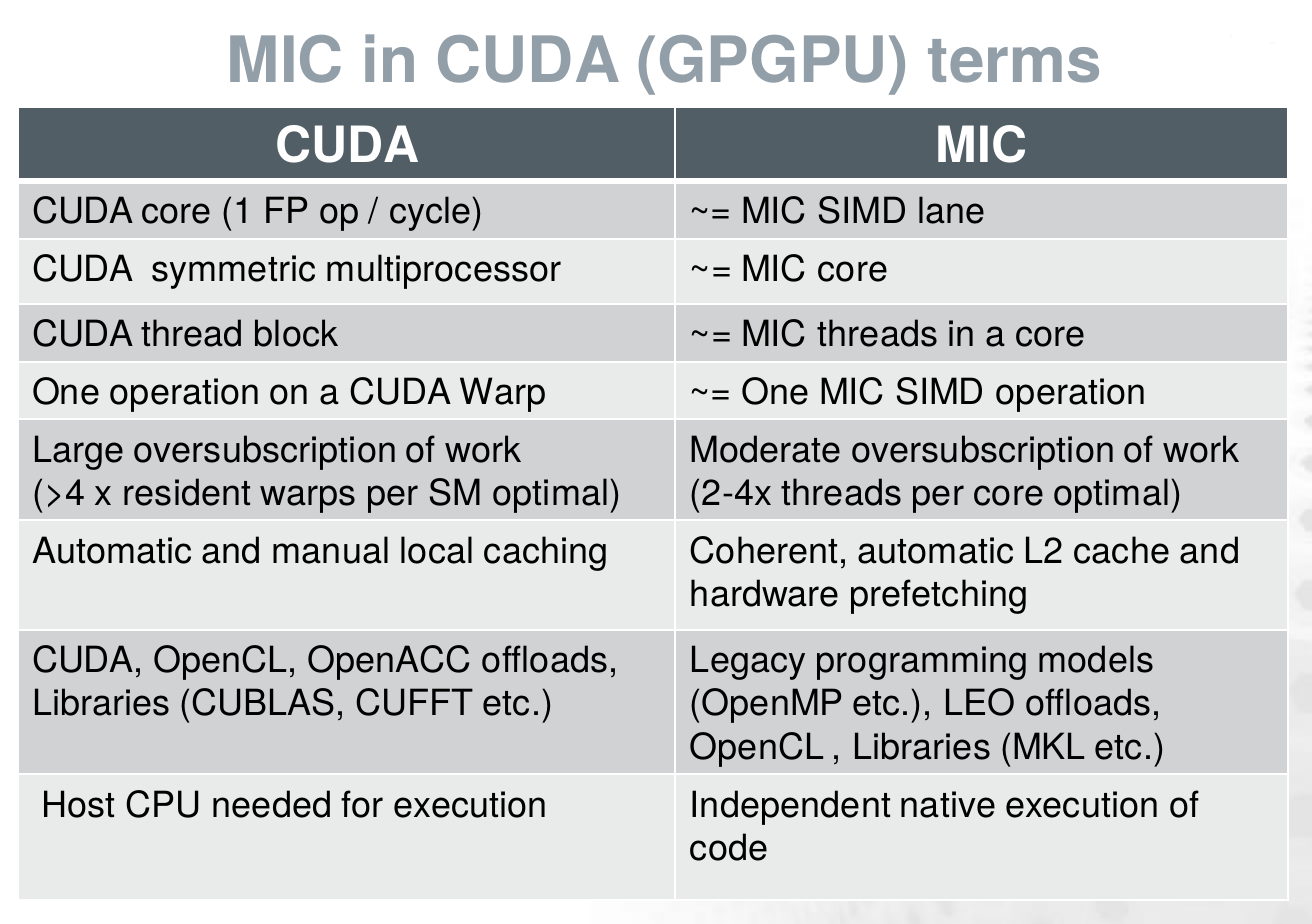 MIC in CUDA (GPGPU) terms
CUDA
MIC
CUDA core (1 FP op / cycle)
~= MIC SIMD lane
CUDA  symmetric multiprocessor
~= MIC core
CUDA thread block
~= MIC threads in a core
One operation on a CUDA Warp
~= One MIC SIMD operation
Large oversubscription of work
(>4 x resident warps per SM optimal)
Moderate oversubscription of work
(2-4x threads per core optimal)
Automatic and manual local caching
Coherent, automatic L2 cache and
hardware prefetching
CUDA, OpenCL, OpenACC offloads,
Libraries (CUBLAS, CUFFT etc.)
Legacy programming models
(OpenMP etc.), LEO offloads,
OpenCL , Libraries (MKL etc.)
Host CPU needed for execution
Independent native execution of
code